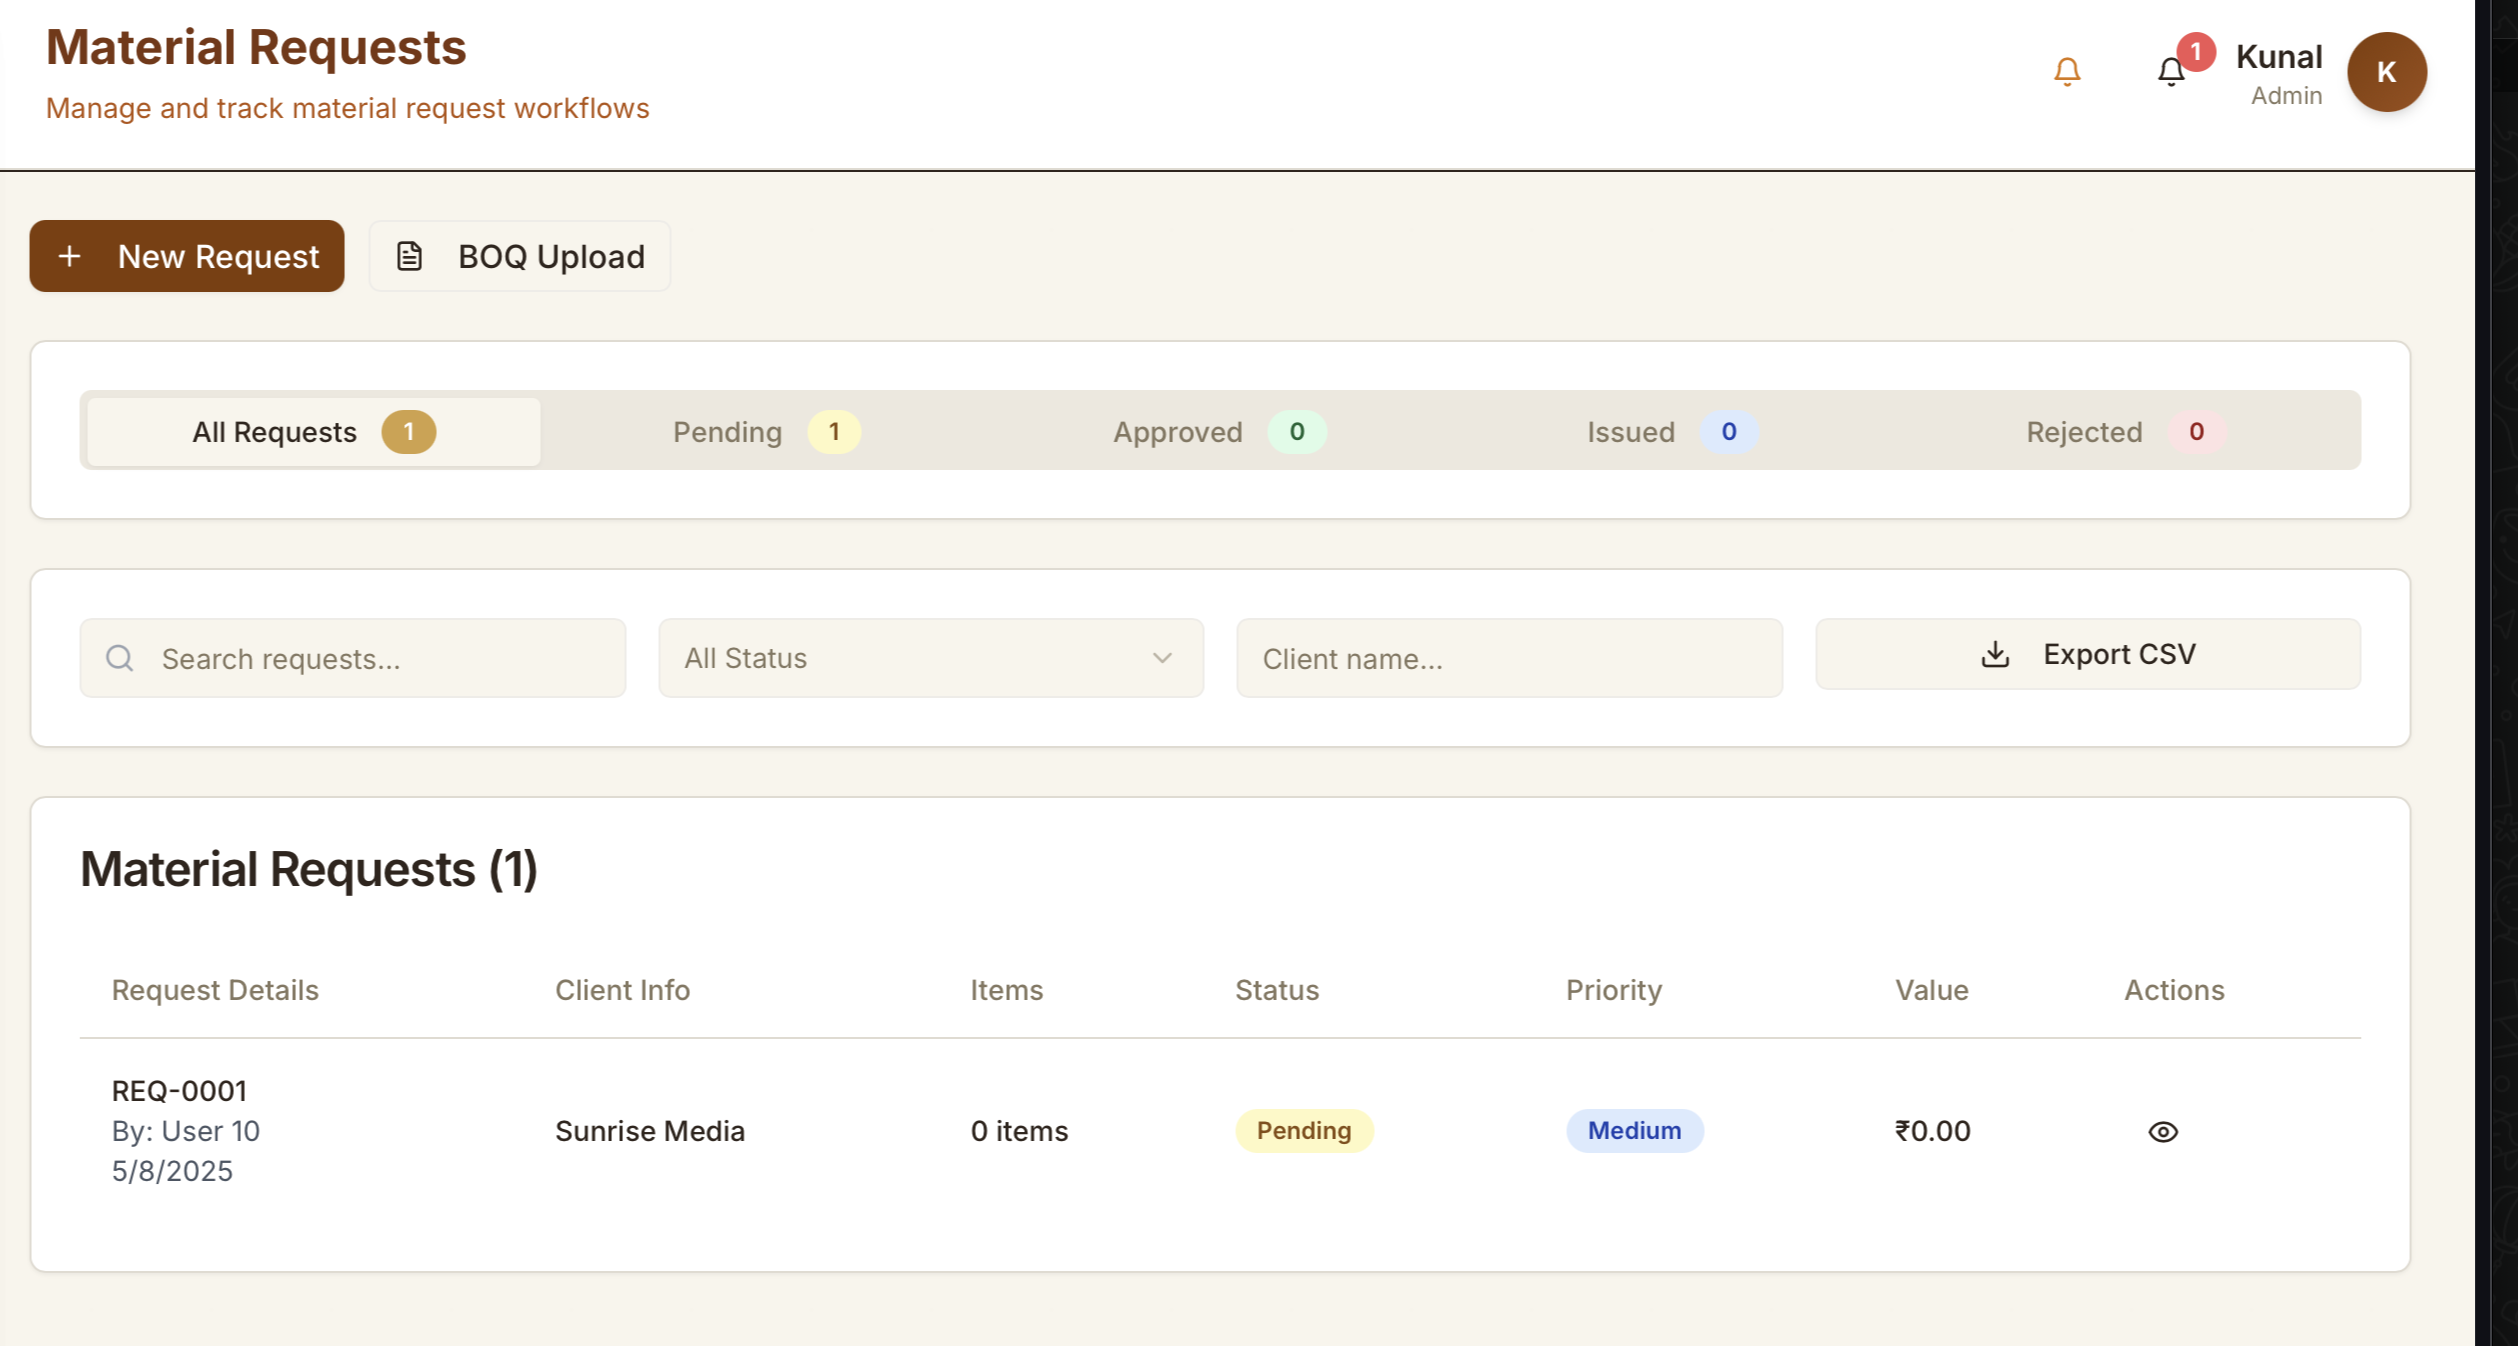 Material Requests
Manage and track material request workflows
1
Kunal
Admin
K
New Request
BOQ Upload
All Requests 1
Pending 1
Approved 0
Issued 0
Rejected 0
Search requests...
All Status
Client name...
Export CSV
Material Requests (1)
Request Details Client Info Items Status Priority Value Actions
REQ-0001
By: User 10
5/8/2025
Sunrise Media
0 items
Pending
Medium
₹0.00